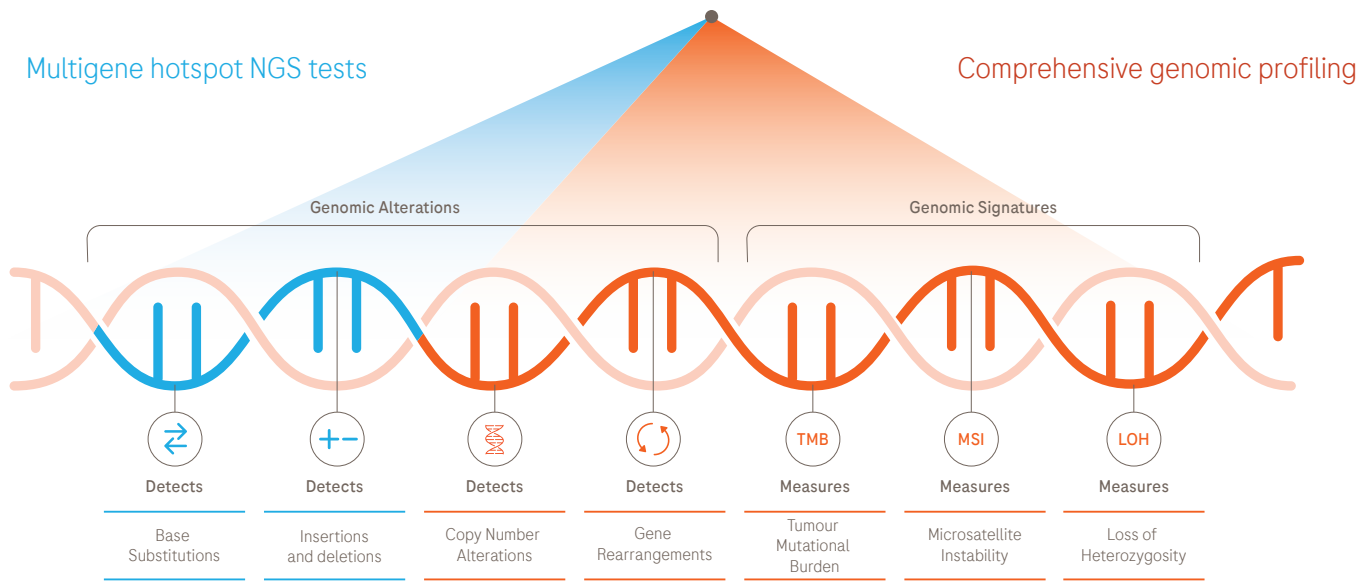 Multigene hotspot NGS tests
Comprehensive genomic profiling
Genomic Alterations
Genomic Signatures
TMB
MSI
LOH
Detects
Detects
Detects
Detects
Measures
Measures
Measures
Base
Substitutions
Insertions
and deletions
Copy Number
Alterations
Gene
Rearrangements
Tumour
Mutational
Burden
Microsatellite
Instability
Loss of
Heterozygosity